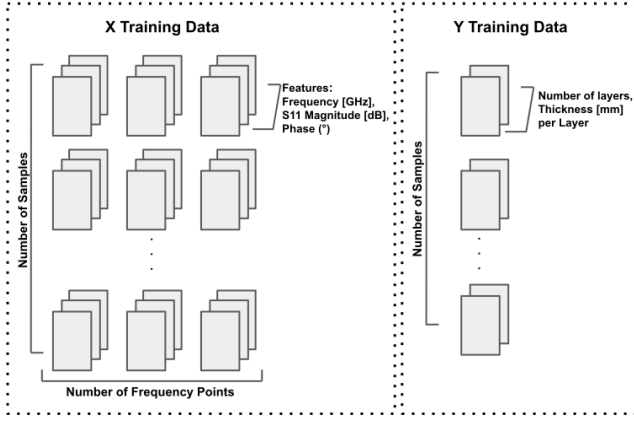 X Training Data
Number of Samples
Features:
Frequency [GHz],
S11 Magnitude [dB],
Phase (°)
Number of Frequency Points
Y Training Data
Number of Samples
Number of layers,
Thickness [mm]
per Layer